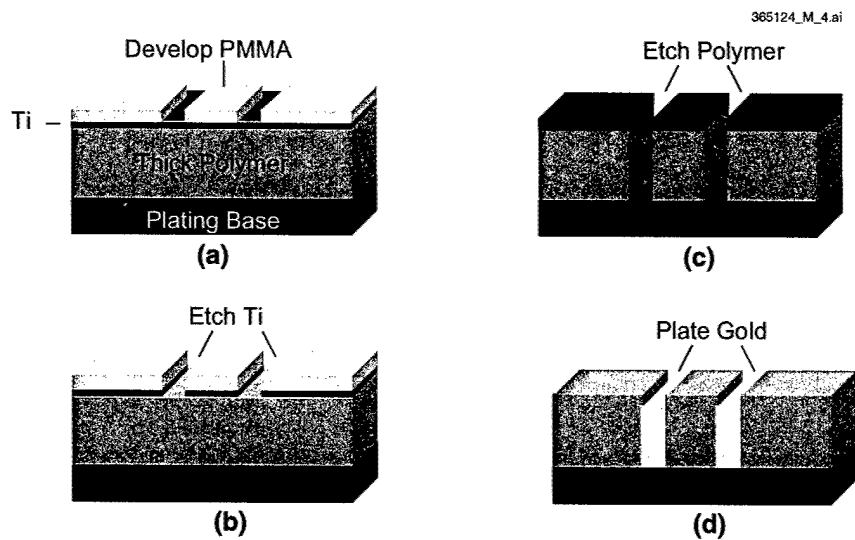 365124_M_4.ai
Develop PMMA
Ti
Thick Polymer
Plating Base
(a)
Etch Polymer
(c)
Etch Ti
(b)
Plate Gold
(d)